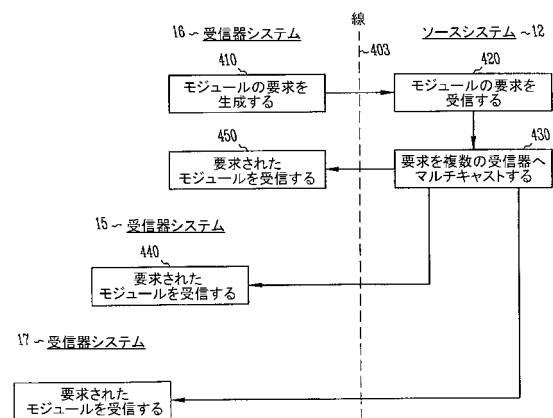 線
16~受信器システム
ソースシステム~12
403
410
モジュールの要求を
生成する
420
モジュールの要求を
受信する
450
要求された
モジュールを受信する
430
要求を複数の受信器へ
マルチキャストする
15~受信器システム
440
要求された
モジュールを受信する
17~受信器システム
要求された
モジュールを受信する